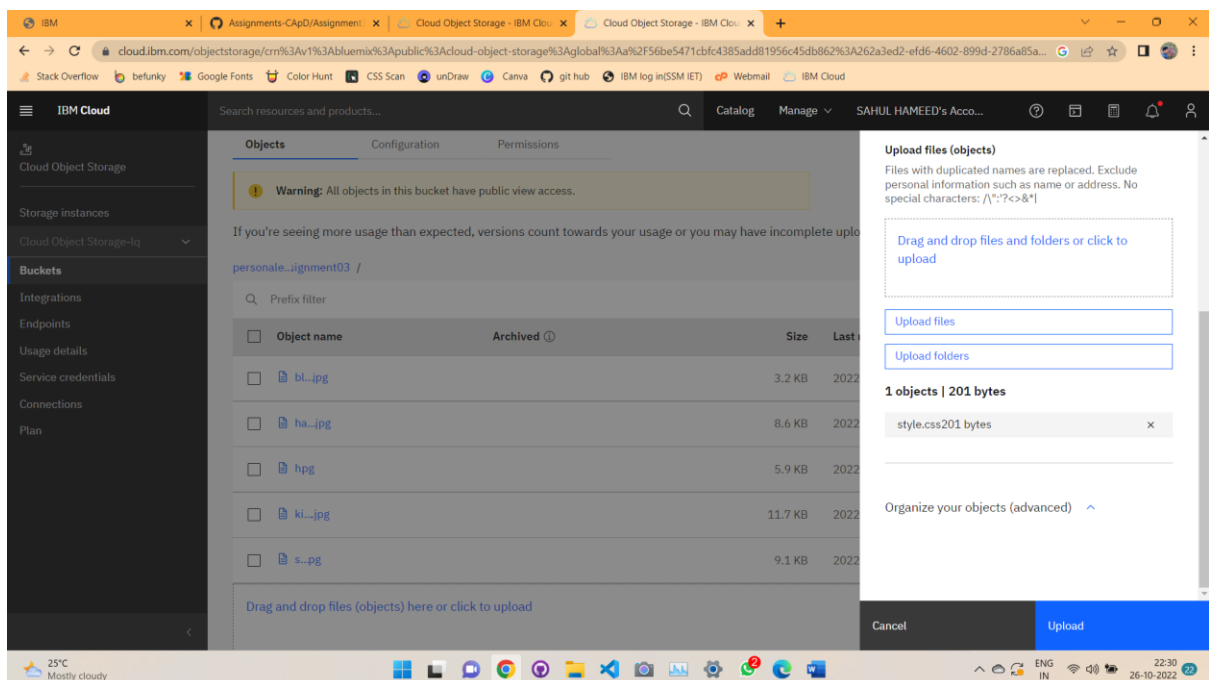 IBM
Assignments-CApD/Assignment
Cloud Object Storage - IBM Clou
Cloud Object Storage - IBM Clou
cloud.ibm.com/objectstorage/crn%3Av1%3Abluemix%3Apublic%3Acloud-object-storage%3Aglobal%3Aa%2F56be5471cbfc4385add81956c45db862%3A262a3ed2-efd6-4602-899d-2786a85a...
Stack Overflow befunky Google Fonts Color Hunt CSS Scan unDraw Canva git hub IBM log in(SSM IET) Webmail IBM Cloud
IBM Cloud Search resources and products... Catalog Manage SAHUL HAMEED's Acco...
Cloud Object Storage
Storage instances
Cloud Object Storage-lq
Buckets
Integrations
Endpoints
Usage details
Service credentials
Connections
Plan
Objects Configuration Permissions
Warning: All objects in this bucket have public view access.
If you're seeing more usage than expected, versions count towards your usage or you may have incomplete uplo
personale...ignment03 /
Prefix filter
Object name Archived Size Last
bl...jpg 3.2 KB 2022
ha...jpg 8.6 KB 2022
hpg 5.9 KB 2022
ki...jpg 11.7 KB 2022
s...pg 9.1 KB 2022
Drag and drop files (objects) here or click to upload
Upload files (objects)
Files with duplicated names are replaced. Exclude
personal information such as name or address. No
special characters: /\":'?<>&*|
Drag and drop files and folders or click to
upload
Upload files
Upload folders
1 objects | 201 bytes
style.css201 bytes
Organize your objects (advanced)
Cancel Upload
25°C
Mostly cloudy
ENG
IN
22:30
26-10-2022
22